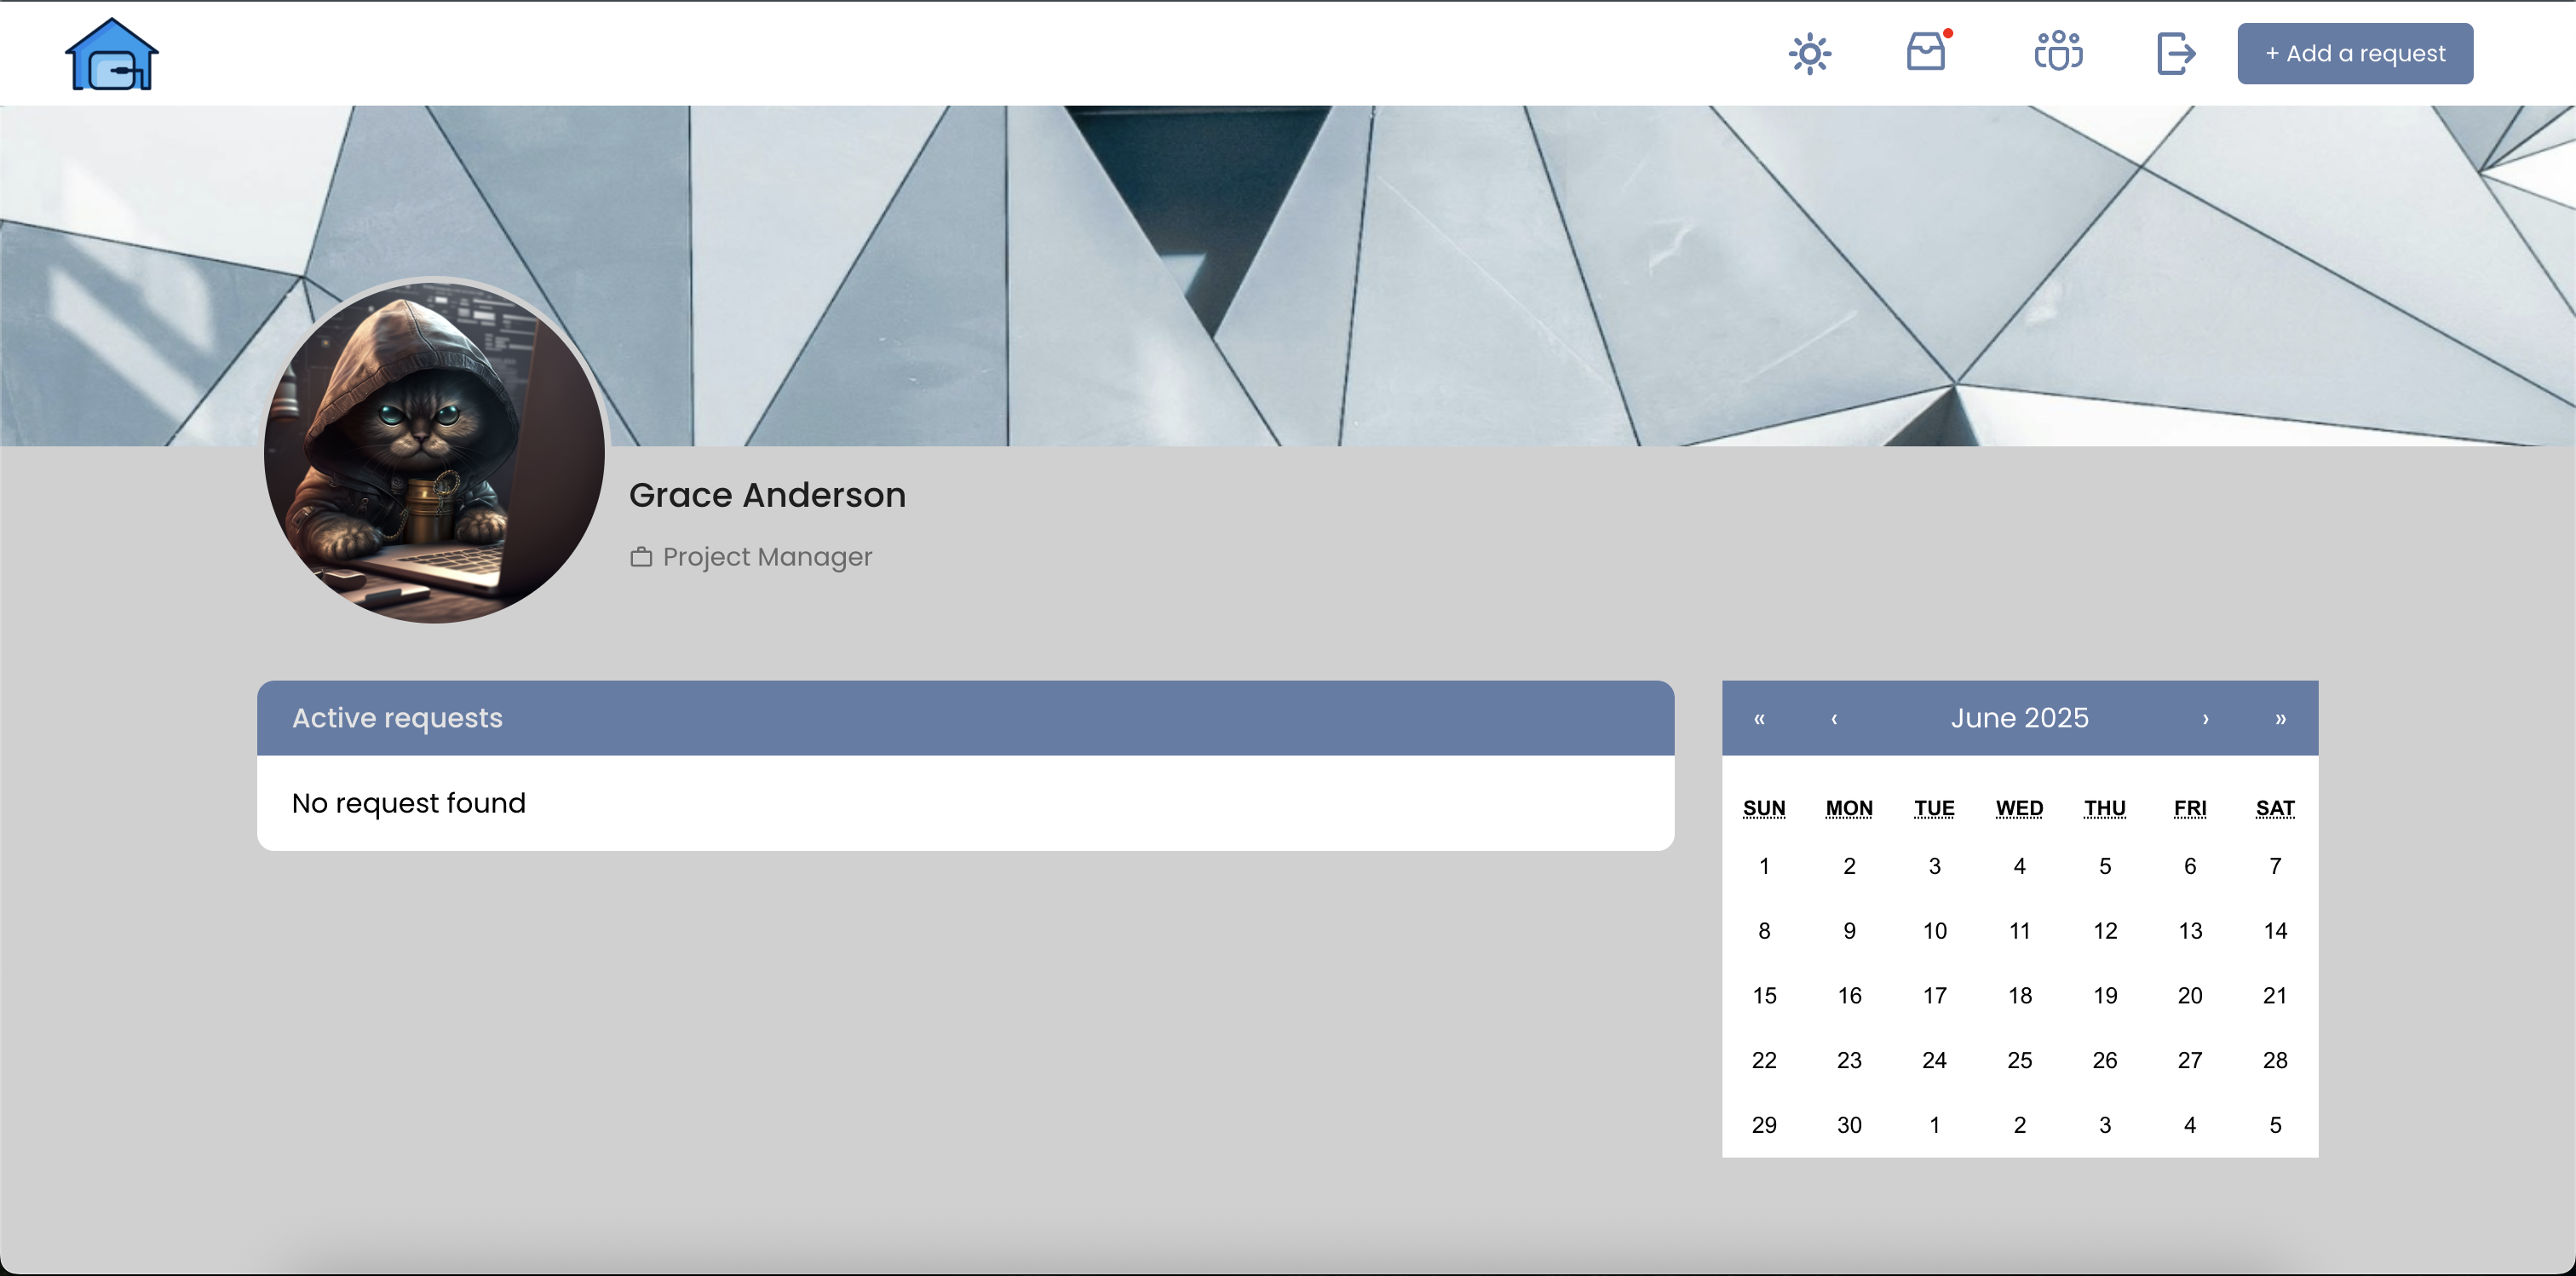 + Add a request
Grace Anderson
Project Manager
Active requests
No request found
« ‹ June 2025 › »
SUN MON TUE WED THU FRI SAT
1 2 3 4 5 6 7
8 9 10 11 12 13 14
15 16 17 18 19 20 21
22 23 24 25 26 27 28
29 30 1 2 3 4 5